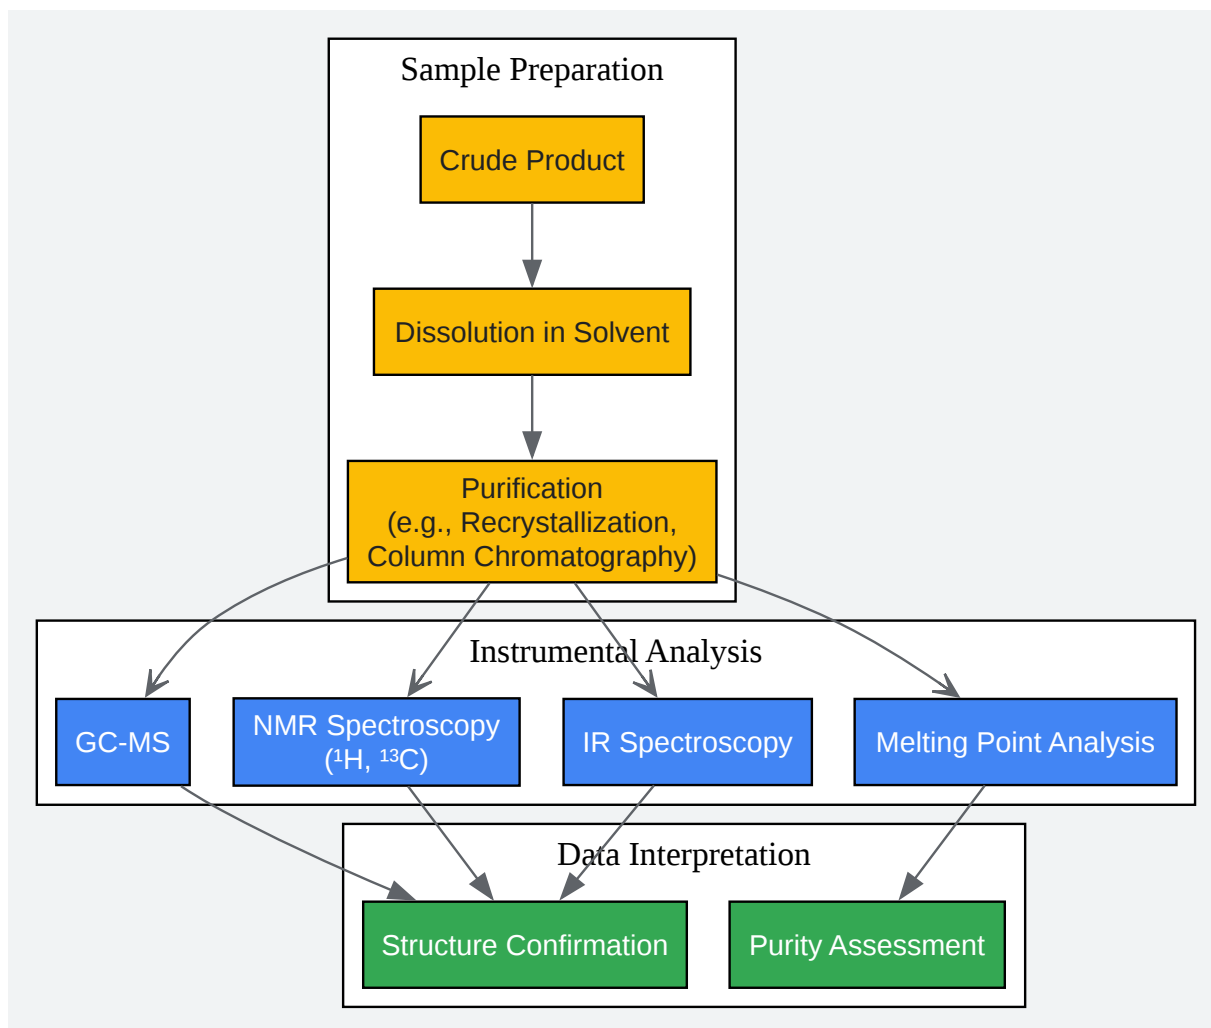 Sample Preparation
Crude Product
Dissolution in Solvent
Purification
(e.g., Recrystallization,
Column Chromatography)
Instrumental Analysis
GC-MS
NMR Spectroscopy
(¹H, ¹³C)
IR Spectroscopy
Melting Point Analysis
Data Interpretation
Structure Confirmation
Purity Assessment